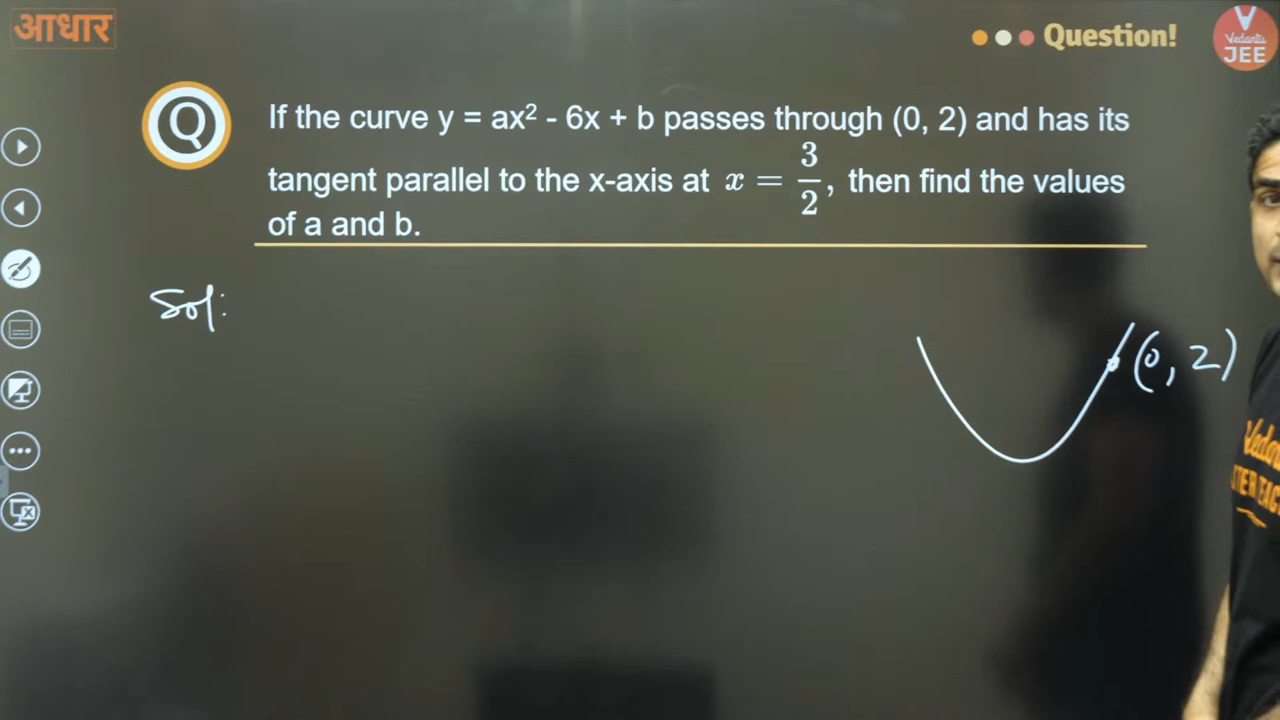 आधार
Question!
Vedantu
JEE
Q
If the curve y = ax² - 6x + b passes through (0, 2) and has its
tangent parallel to the x-axis at x = 3/2, then find the values
of a and b.
Sol:
(0, 2)